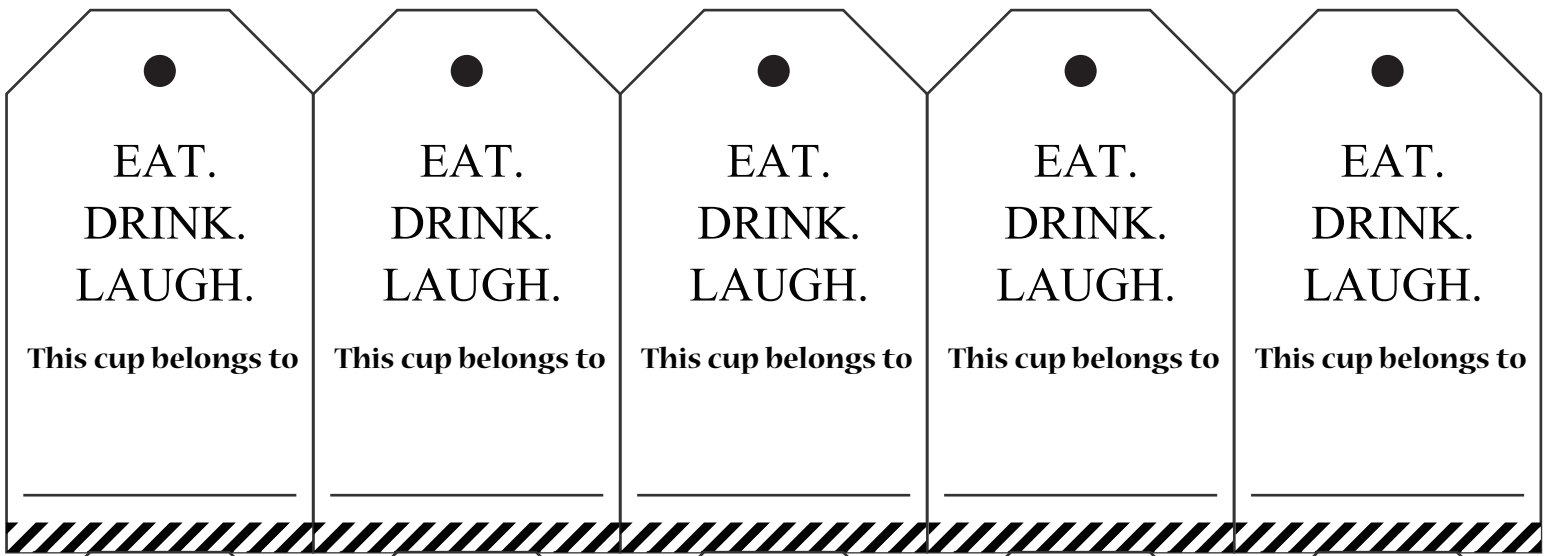 EAT.
DRINK.
LAUGH.
This cup belongs to
EAT.
DRINK.
LAUGH.
This cup belongs to
EAT.
DRINK.
LAUGH.
This cup belongs to
EAT.
DRINK.
LAUGH.
This cup belongs to
EAT.
DRINK.
LAUGH.
This cup belongs to